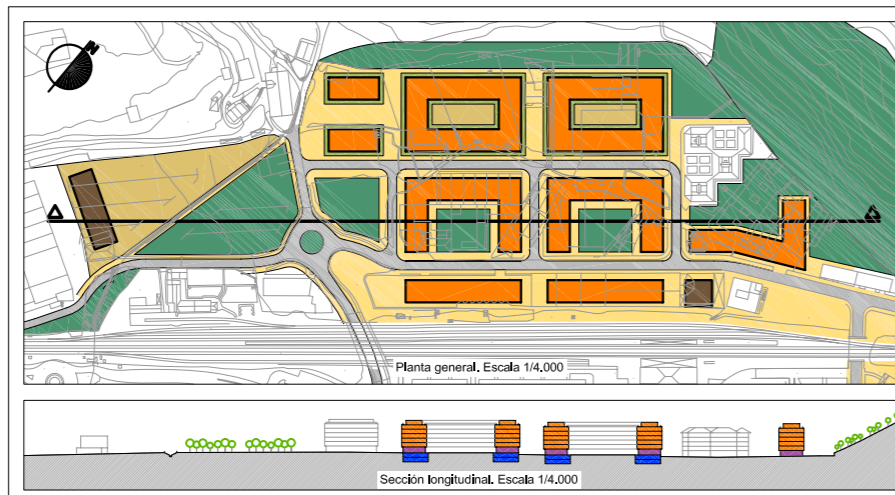 N
Planta general. Escala 1/4.000
Sección longitudinal. Escala 1/4.000